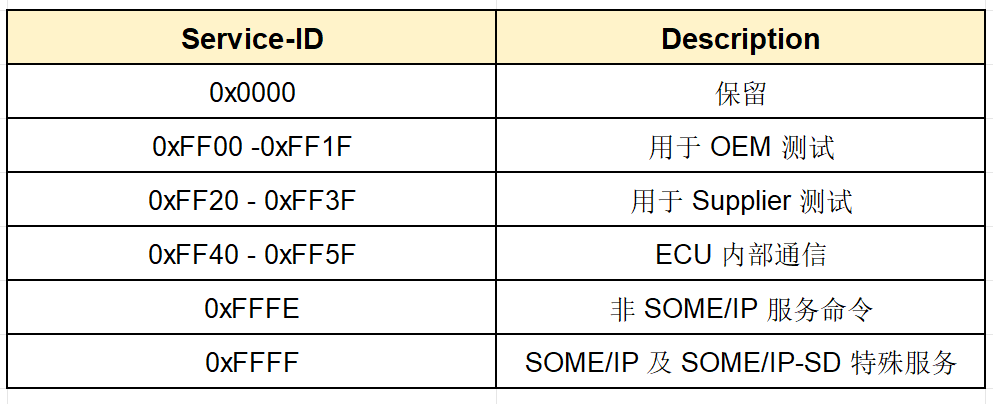 Service-ID Description
0x0000 保留
0xFF00 -0xFF1F 用于 OEM 测试
0xFF20 - 0xFF3F 用于 Supplier 测试
0xFF40 - 0xFF5F ECU 内部通信
0xFFFE 非 SOME/IP 服务命令
0xFFFF SOME/IP 及 SOME/IP-SD 特殊服务